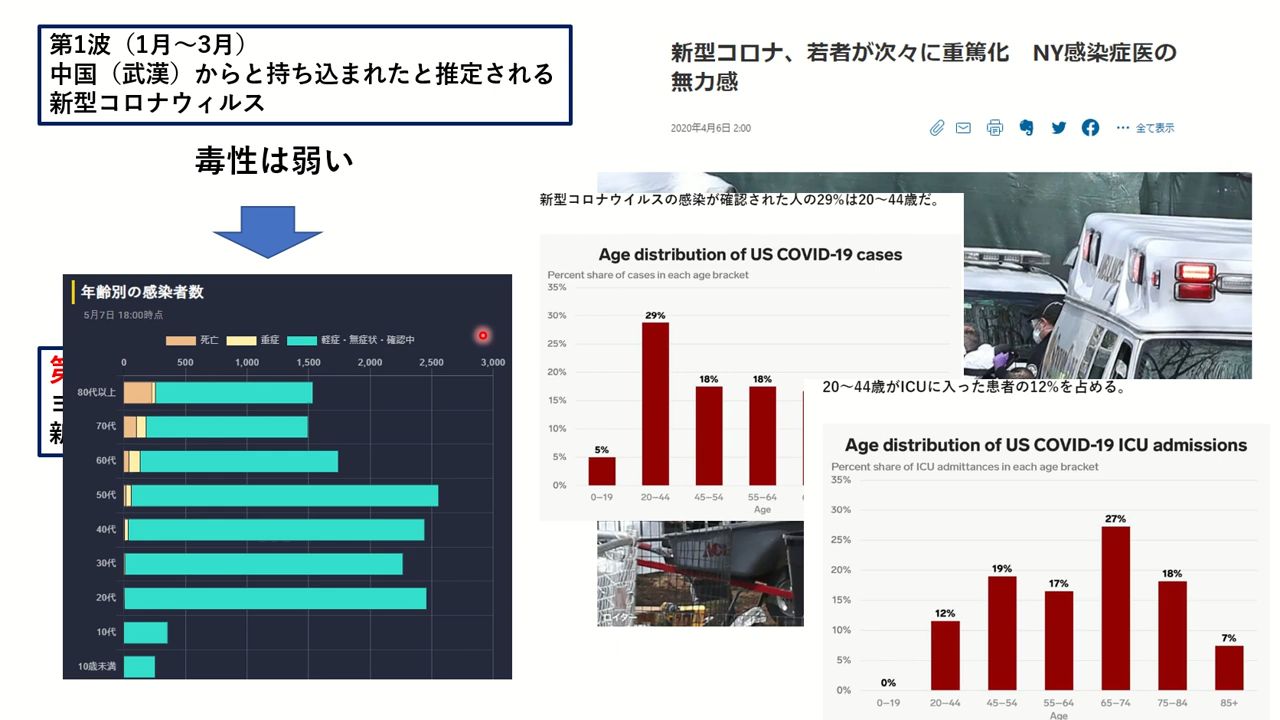 第1波（1月～3月）
中国（武漢）からと持ち込まれたと推定される
新型コロナウィルス
毒性は弱い
年齢別の感染者数
5月7日 18:00時点
死亡 重症 軽症・無症状・確認中
0 500 1,000 1,500 2,000 2,500 3,000
80代以上
70代
60代
50代
40代
30代
20代
10代
10歳未満
新型コロナ、若者が次々に重篤化 NY感染症医の
無力感
2020年4月6日 2:00
全て表示
新型コロナウイルスの感染が確認された人の29%は20～44歳だ。
Age distribution of US COVID-19 cases
Percent share of cases in each age bracket
35%
30%
25%
20%
15%
10%
5%
0%
5% 29% 18% 18%
0–19 20–44 45–54 55–64
Age
ロイター
20～44歳がICUに入った患者の12%を占める。
Age distribution of US COVID-19 ICU admissions
Percent share of ICU admittances in each age bracket
35%
30%
25%
20%
15%
10%
5%
0%
0% 12% 19% 17% 27% 18% 7%
0–19 20–44 45–54 55–64 65–74 75–84 85+
Age